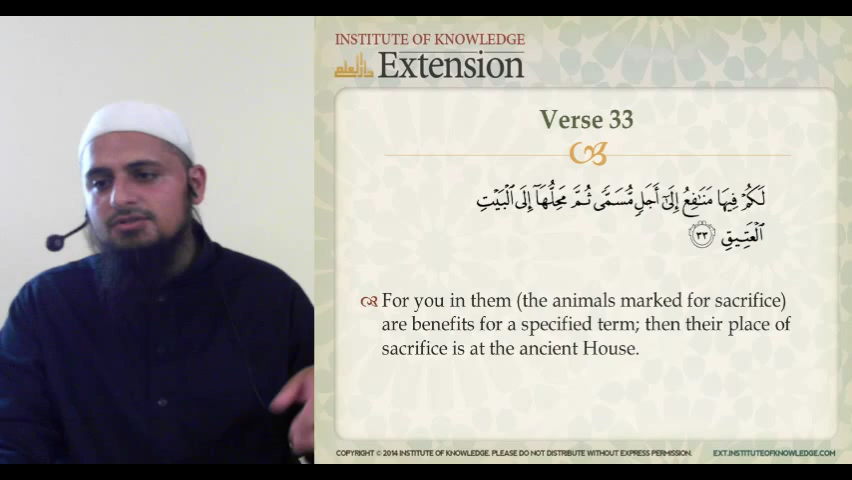 INSTITUTE OF KNOWLEDGE
دار العلم Extension
Verse 33
لَكُمْ فِيهَا مَنَٰفِعُ إِلَىٰٓ أَجَلٍ مُّسَمًّى ثُمَّ مَحِلُّهَآ إِلَى ٱلْبَيْتِ
ٱلْعَتِيقِ ٣٣
For you in them (the animals marked for sacrifice)
are benefits for a specified term; then their place of
sacrifice is at the ancient House.
COPYRIGHT © 2014 INSTITUTE OF KNOWLEDGE. PLEASE DO NOT DISTRIBUTE WITHOUT EXPRESS PERMISSION. EXT.INSTITUTEOFKNOWLEDGE.COM